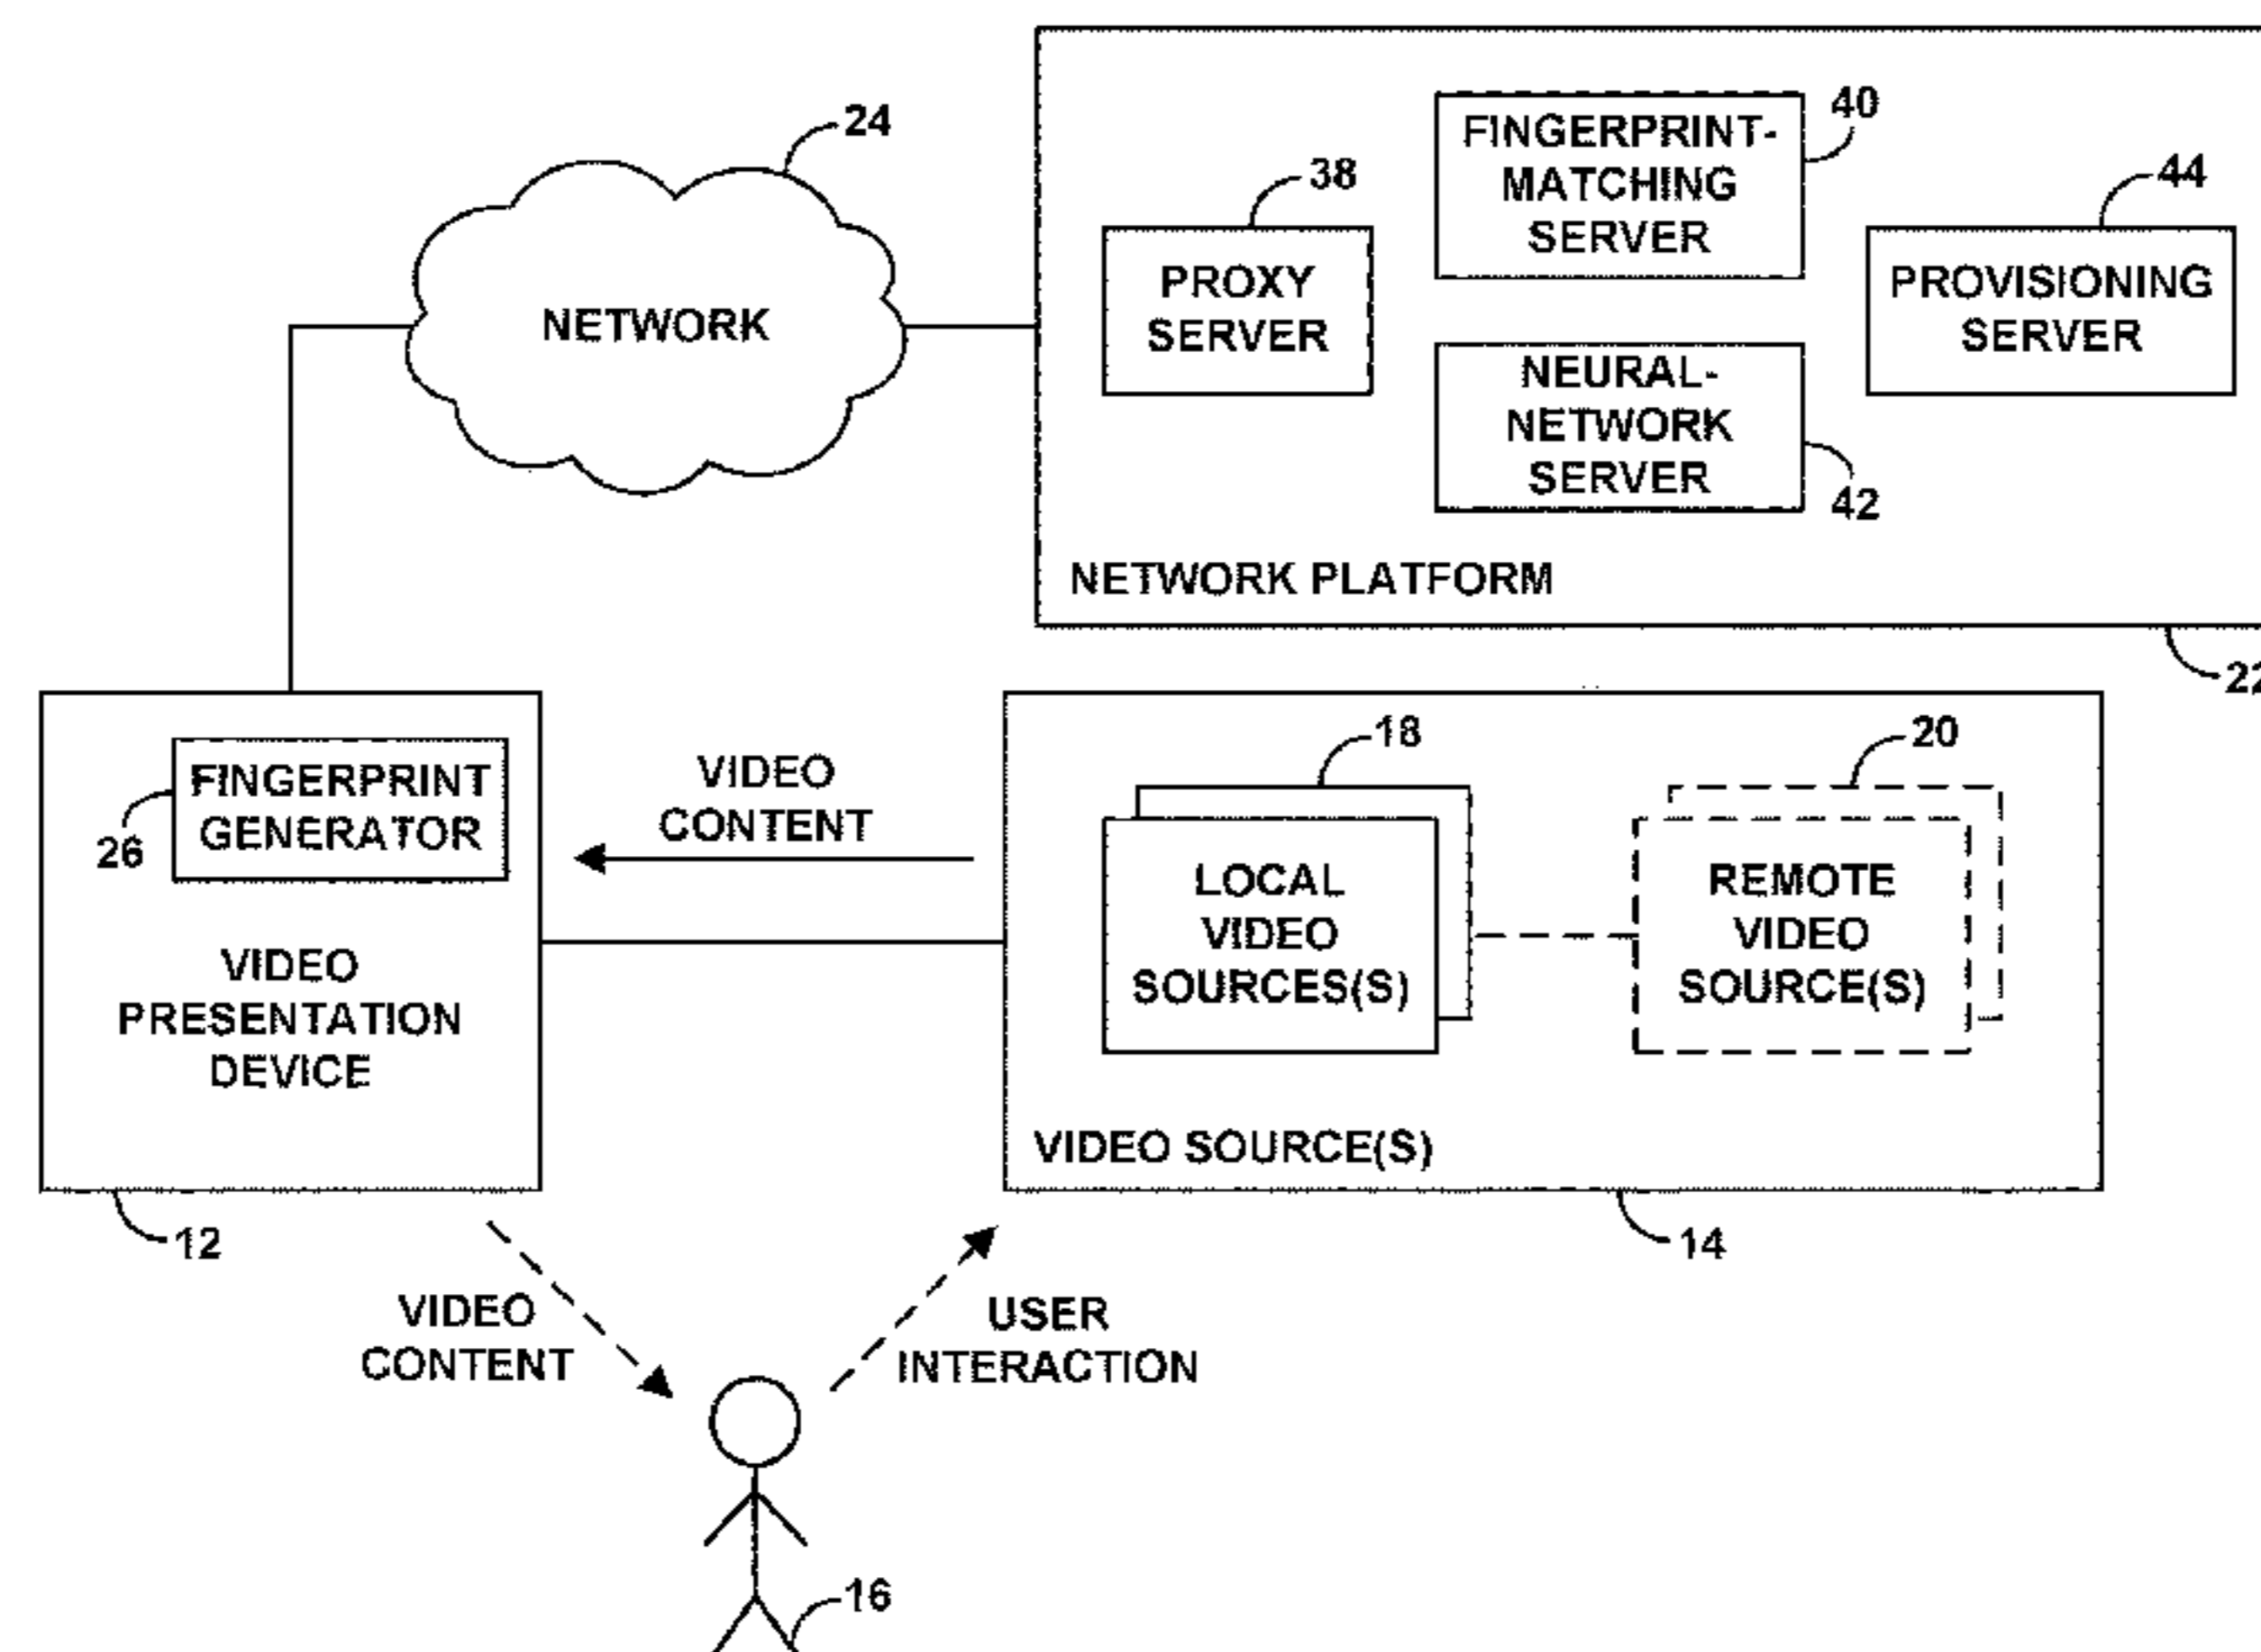 24
NETWORK
38
PROXY
SERVER
40
FINGERPRINT-
MATCHING
SERVER
44
PROVISIONING
SERVER
NEURAL-
NETWORK
SERVER
42
NETWORK PLATFORM
22
FINGERPRINT
GENERATOR
26
VIDEO
PRESENTATION
DEVICE
12
VIDEO
CONTENT
18
LOCAL
VIDEO
SOURCES(S)
20
REMOTE
VIDEO
SOURCE(S)
VIDEO SOURCE(S)
14
VIDEO
CONTENT
USER
INTERACTION
16